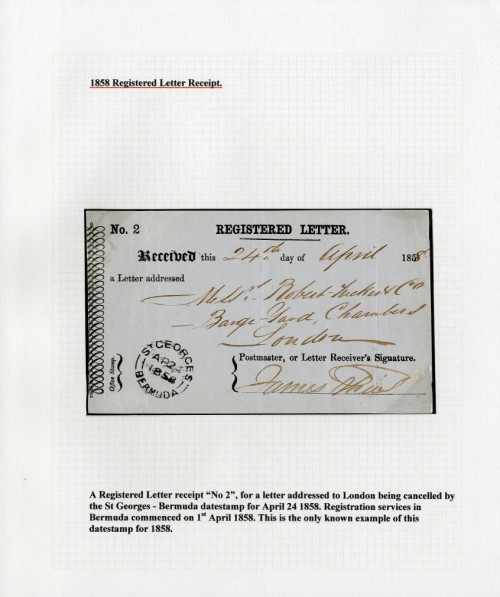 1858 Registered Letter Receipt.
No. 2 REGISTERED LETTER.
Received this 24th day of April 1858
a Letter addressed
Messrs. Robert Tucker & Co
Barge Yard, Chambers
London
Office Stamp.
ST GEORGES
AP 24
1858
BERMUDA
Postmaster, or Letter Receiver's Signature.
James
A Registered Letter receipt “No 2”, for a letter addressed to London being cancelled by
the St Georges - Bermuda datestamp for April 24 1858. Registration services in
Bermuda commenced on 1st April 1858. This is the only known example of this
datestamp for 1858.